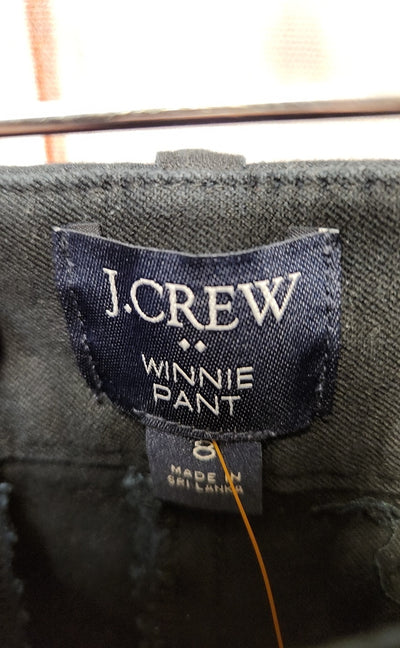 J.CREW
WINNIE
PANT
8
MADE IN
SRI LANKA